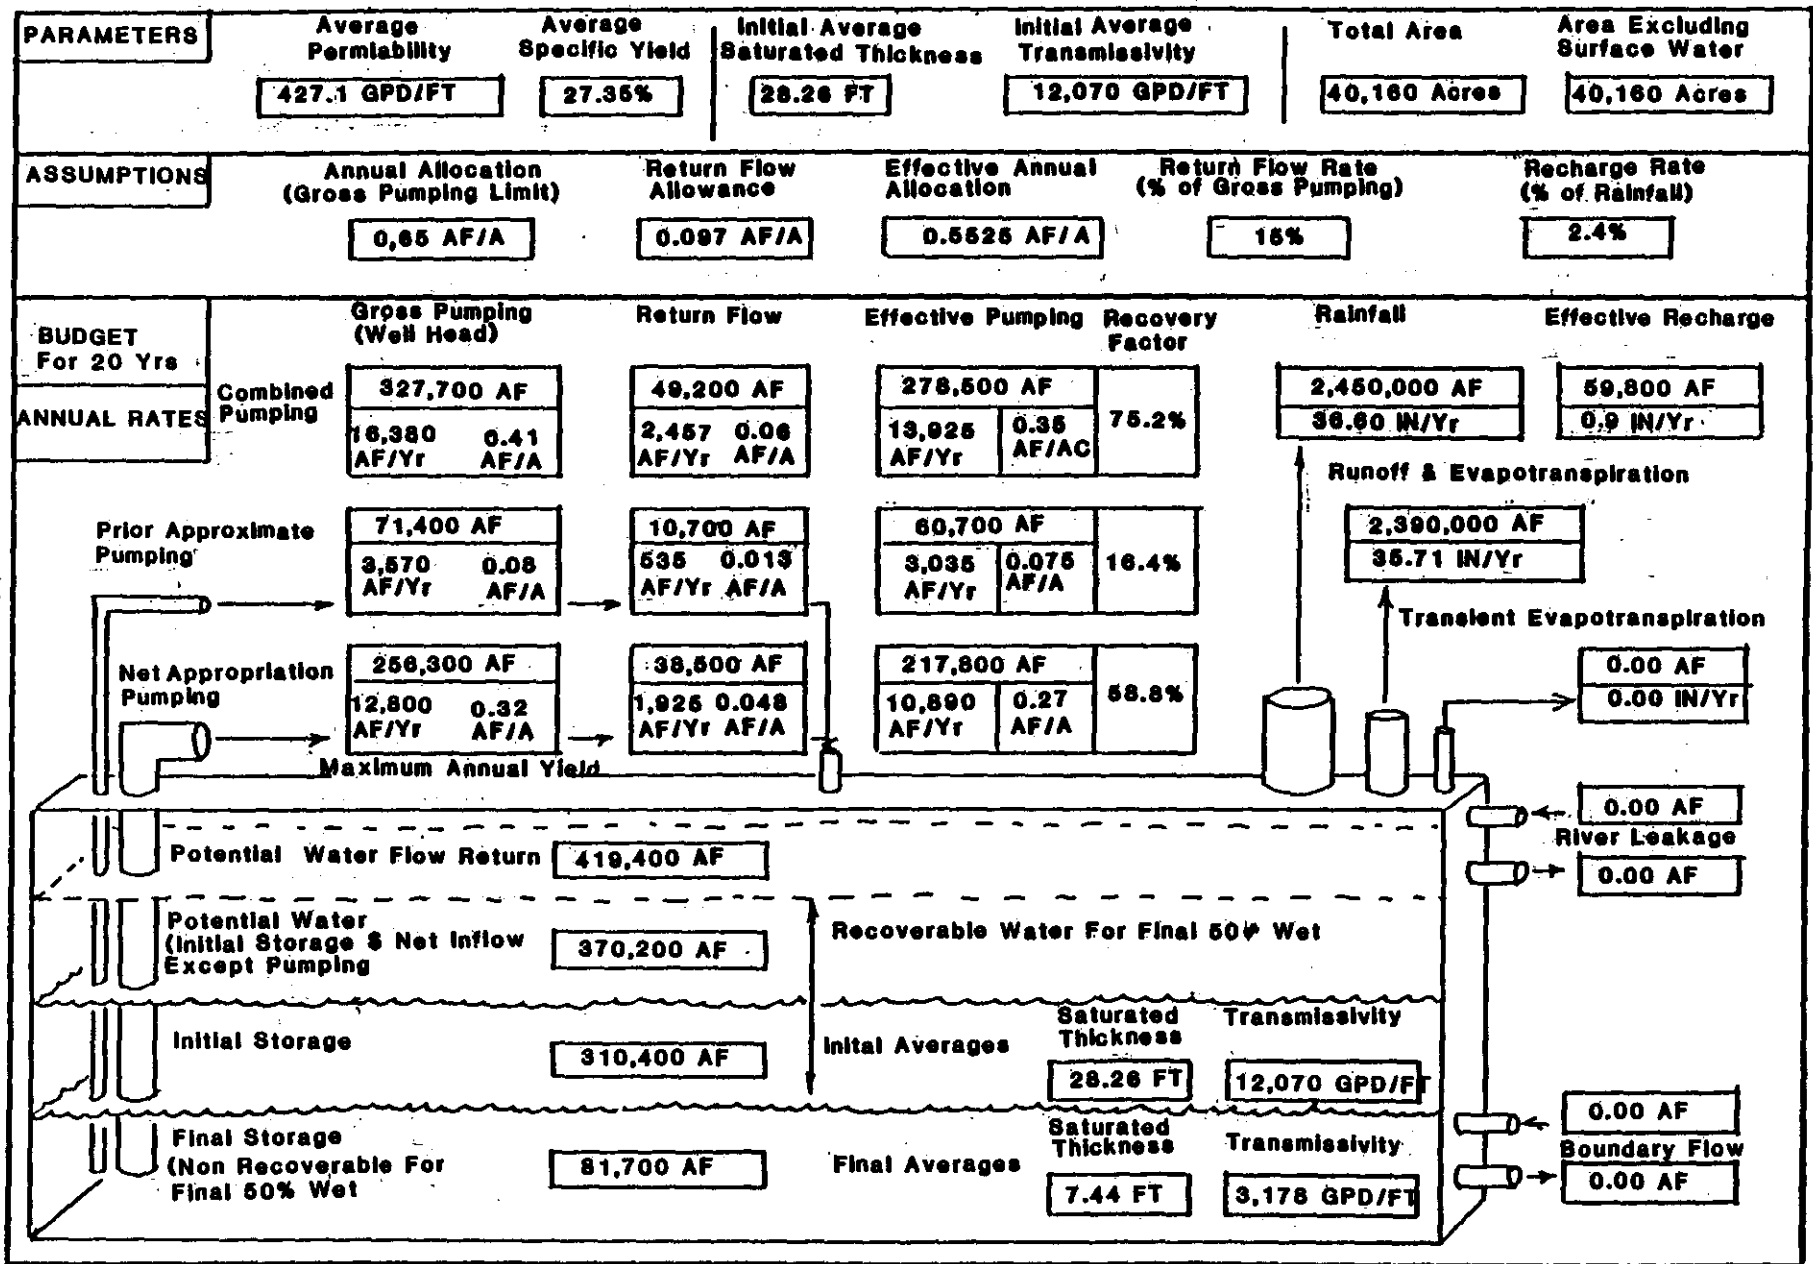 PARAMETERS
Average Permiability
427.1 GPD/FT
Average Specific Yield
27.35%
Initial Average Saturated Thickness
28.26 FT
Initial Average Transmissivity
12,070 GPD/FT
Total Area
40,160 Acres
Area Excluding Surface Water
40,160 Acres
ASSUMPTIONS
Annual Allocation
(Gross Pumping Limit)
0,65 AF/A
Return Flow Allowance
0.097 AF/A
Effective Annual Allocation
0.5525 AF/A
Return Flow Rate
(% of Gross Pumping)
15%
Recharge Rate
(% of Rainfall)
2.4%
BUDGET
For 20 Yrs
ANNUAL RATES
Gross Pumping
(Well Head)
Return Flow
Effective Pumping
Recovery Factor
Rainfall
Effective Recharge
Combined Pumping
327,700 AF
16,380 AF/Yr
0.41 AF/A
49,200 AF
2,457 AF/Yr
0.06 AF/A
278,500 AF
13,925 AF/Yr
0.35 AF/AC
75.2%
2,450,000 AF
36.60 IN/Yr
59,800 AF
0.9 IN/Yr
Runoff & Evapotranspiration
2,390,000 AF
35.71 IN/Yr
Prior Approximate Pumping
71,400 AF
3,570 AF/Yr
0.08 AF/A
10,700 AF
535 AF/Yr
0.013 AF/A
60,700 AF
3,035 AF/Yr
0.075 AF/A
16.4%
Transient Evapotranspiration
0.00 AF
0.00 IN/Yr
Net Appropriation Pumping
256,300 AF
12,800 AF/Yr
0.32 AF/A
38,500 AF
1,925 AF/Yr
0.048 AF/A
217,800 AF
10,890 AF/Yr
0.27 AF/A
58.8%
Maximum Annual Yield
0.00 AF
River Leakage
0.00 AF
Potential Water Flow Return
419,400 AF
Potential Water
(Initial Storage $ Net Inflow
Except Pumping
370,200 AF
Recoverable Water For Final 50% Wet
Initial Storage
310,400 AF
Inital Averages
Saturated Thickness
28.26 FT
Transmissivity
12,070 GPD/FT
Final Storage
(Non Recoverable For
Final 50% Wet
81,700 AF
Final Averages
Saturated Thickness
7.44 FT
Transmissivity
3,178 GPD/FT
0.00 AF
Boundary Flow
0.00 AF